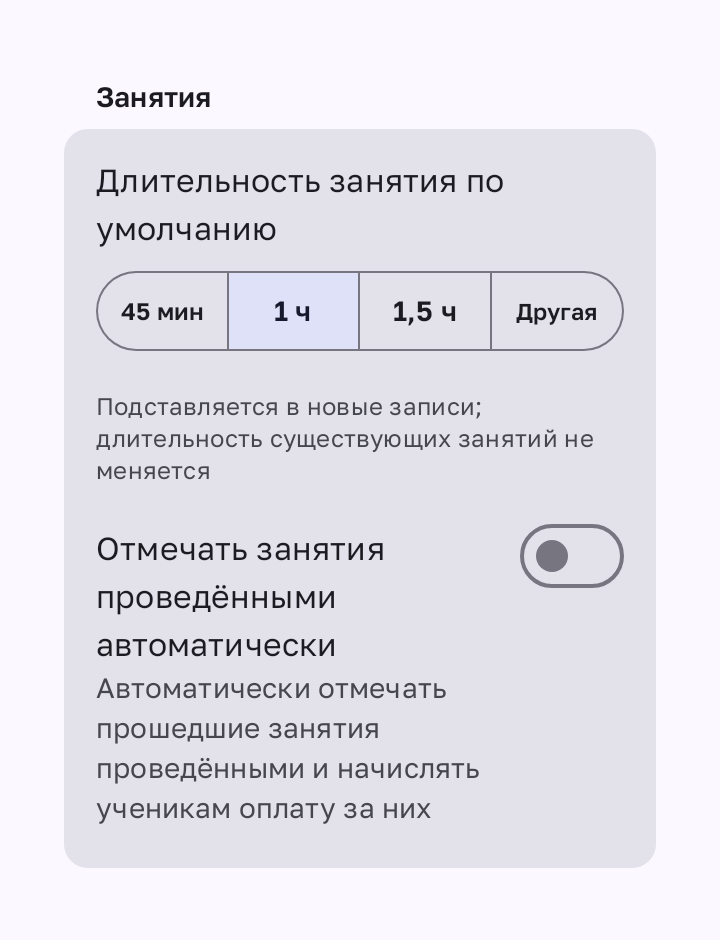 Занятия
Длительность занятия по
умолчанию
45 мин 1 ч 1,5 ч Другая
Подставляется в новые записи;
длительность существующих занятий не
меняется
Отмечать занятия
проведёнными
автоматически
Автоматически отмечать
прошедшие занятия
проведёнными и начислять
ученикам оплату за них